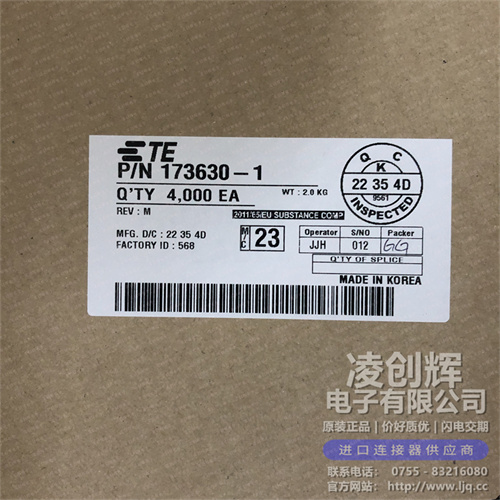 TE
P/N 173630-1
Q'TY 4,000 EA
WT : 2.0 KG
REV : M
2011/65/EU SUBSTANCE COMP
MFG. D/C : 22 35 4D
FACTORY ID : 568
M/C 23
QCK
22 35 4D
9561
INSPECTED
Operator S/NO Packer
JJH 012 GG
Q'TY OF SPLICE
MADE IN KOREA
凌创辉
电子有限公司
原装正品|价好质优|闪电交期
进口连接器供应商
联系电话: 0755 - 83216080
官方网站: http://www.ljq.cc